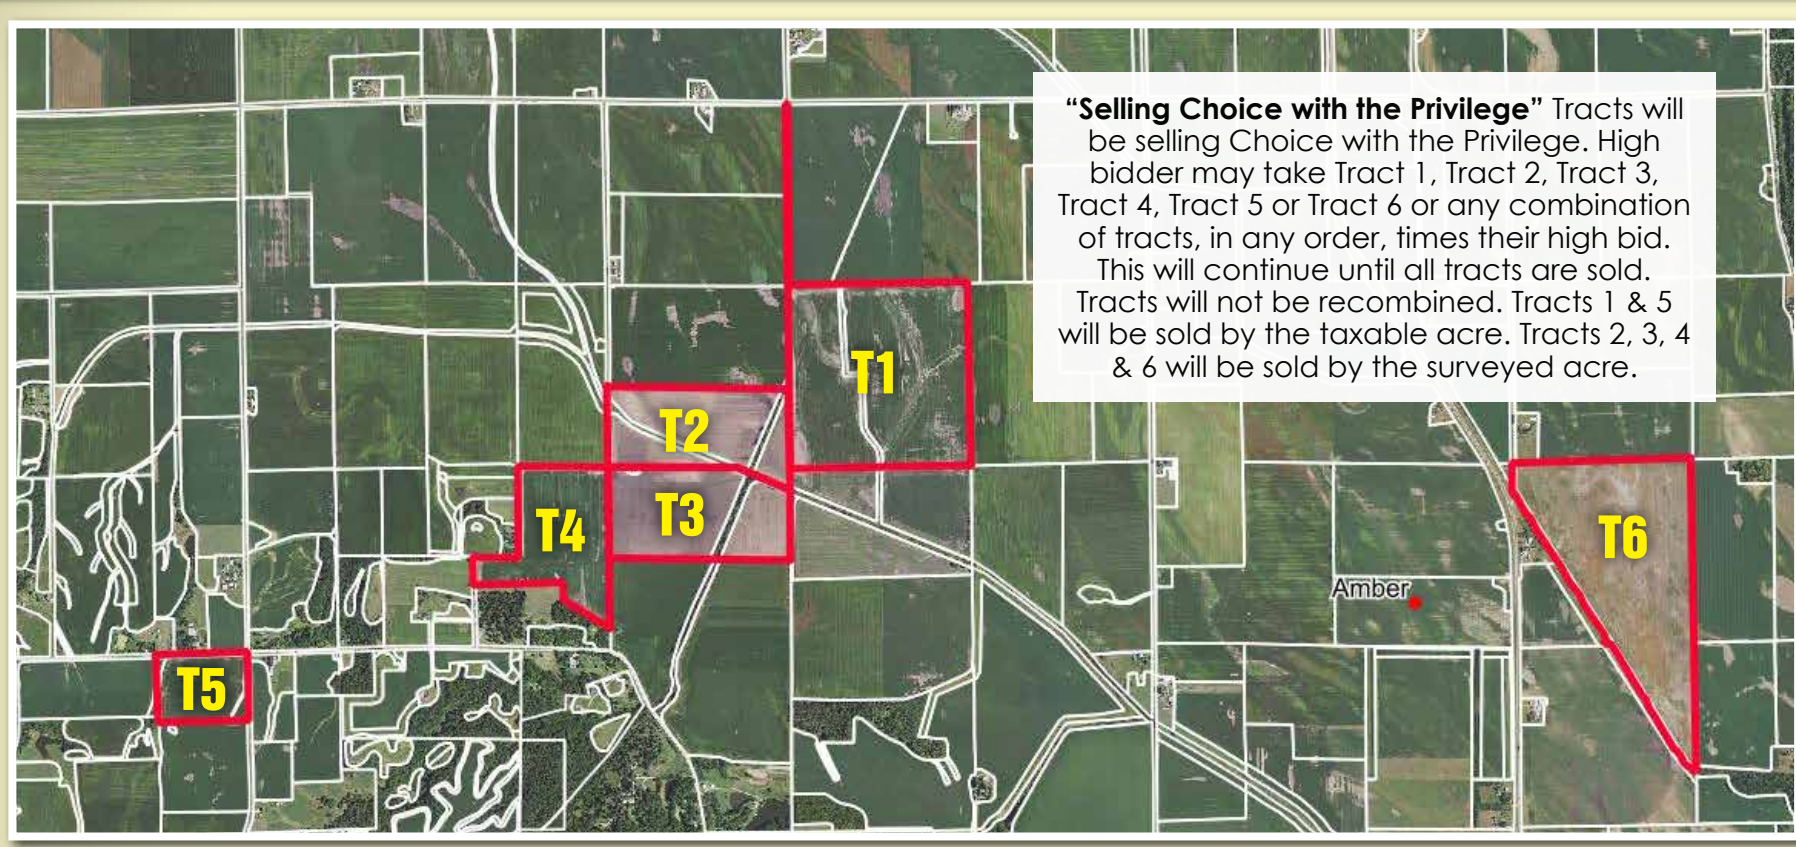 “Selling Choice with the Privilege” Tracts will
be selling Choice with the Privilege. High
bidder may take Tract 1, Tract 2, Tract 3,
Tract 4, Tract 5 or Tract 6 or any combination
of tracts, in any order, times their high bid.
This will continue until all tracts are sold.
Tracts will not be recombined. Tracts 1 & 5
will be sold by the taxable acre. Tracts 2, 3, 4
& 6 will be sold by the surveyed acre.
T1
T2
T3
T4
T6
Amber
T5